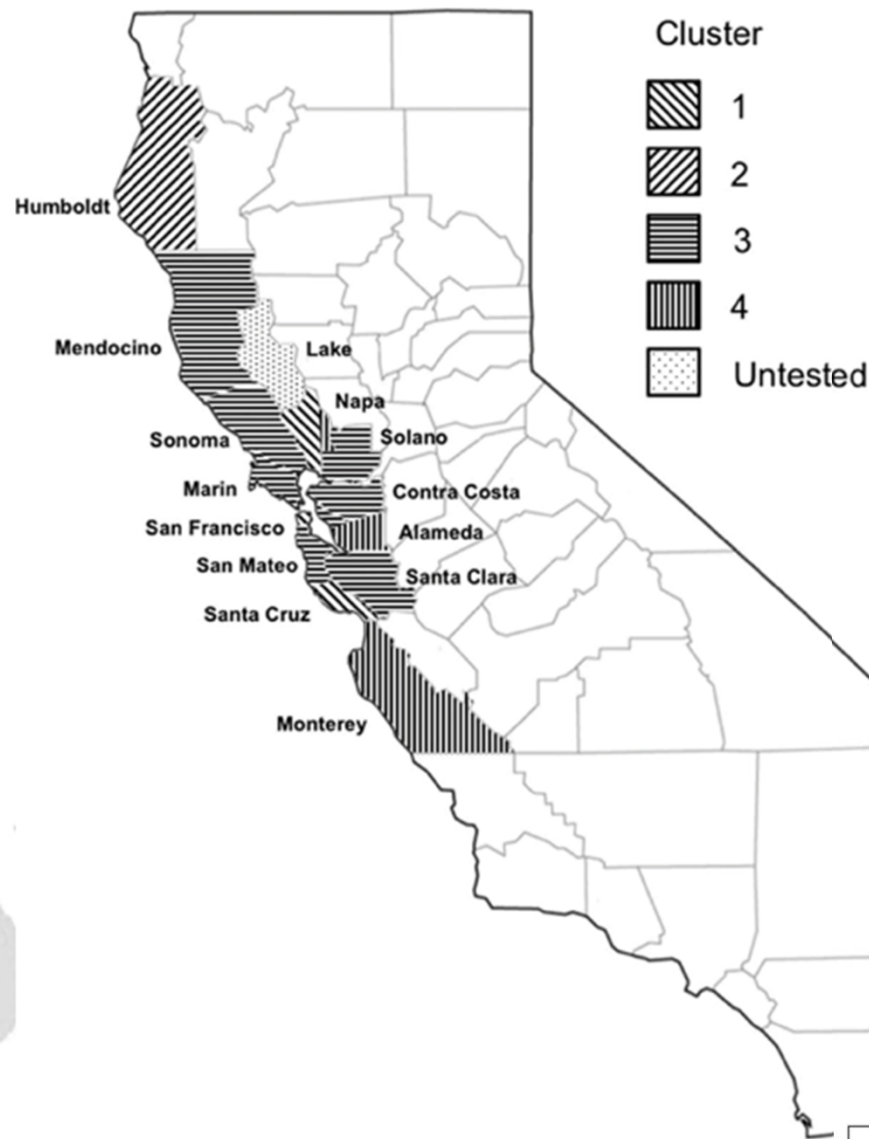 Cluster
1
2
3
4
Untested
Humboldt
Mendocino
Lake
Napa
Sonoma
Solano
Marin
Contra Costa
San Francisco
Alameda
San Mateo
Santa Clara
Santa Cruz
Monterey